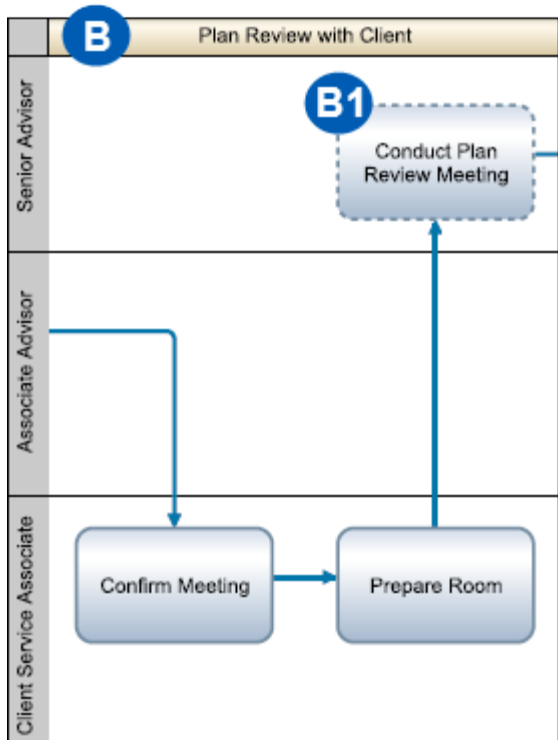 B
Plan Review with Client
Senior Advisor
B1
Conduct Plan
Review Meeting
Associate Advisor
Client Service Associate
Confirm Meeting
Prepare Room